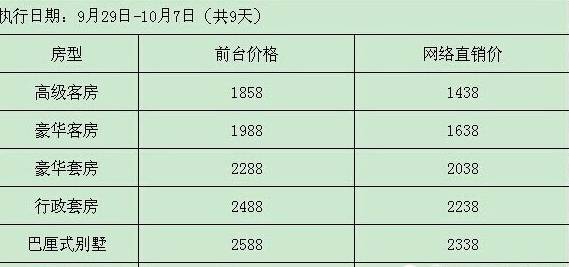 执行日期：9月29日-10月7日（共9天）
房型 前台价格 网络直销价
高级客房 1858 1438
豪华客房 1988 1638
豪华套房 2288 2038
行政套房 2488 2238
巴厘式别墅 2588 2338